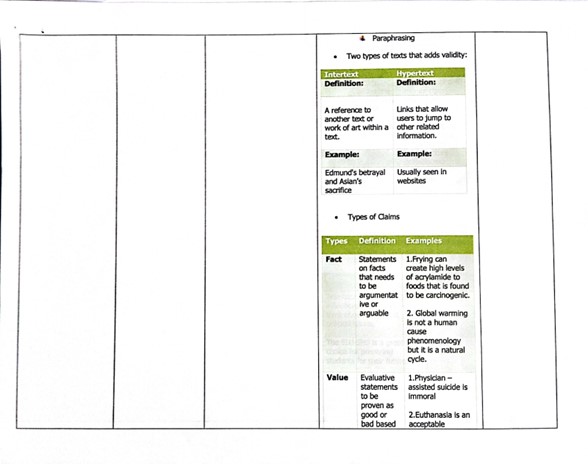 Paraphrasing
• Two types of texts that adds validity:
Intertext Hypertext
Definition: Definition:
A reference to
another text or
work of art within a
text.
Links that allow
users to jump to
other related
information.
Example: Example:
Edmund's betrayal
and Aslan's
sacrifice
Usually seen in
websites
• Types of Claims
Types Definition Examples
Fact
Statements
on facts
that needs
to be
argumentat
ive or
arguable
1.Frying can
create high levels
of acrylamide to
foods that is found
to be carcinogenic.
2. Global warming
is not a human
cause
phenomenology
but it is a natural
cycle.
Value
Evaluative
statements
to be
proven as
good or
bad based
1.Physician –
assisted suicide is
immoral
2.Euthanasia is an
acceptable